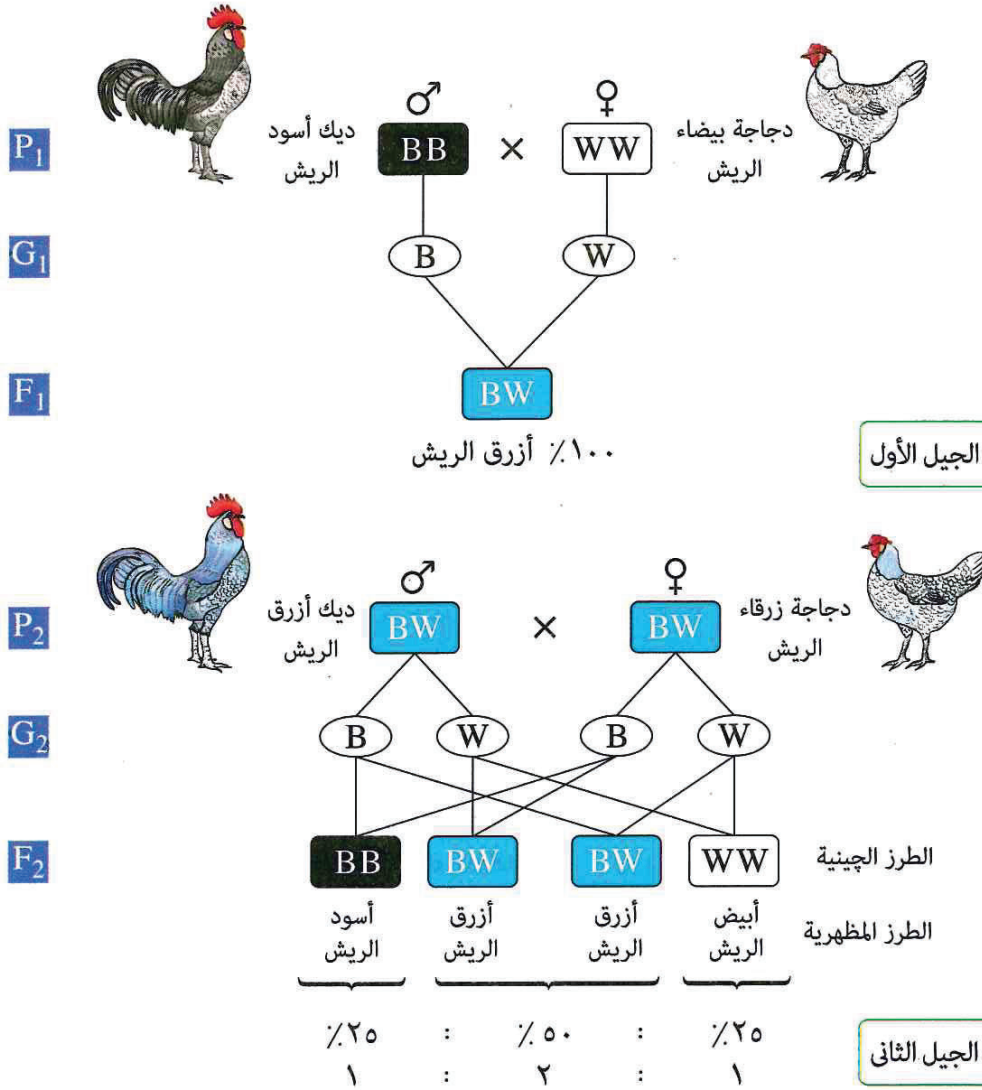 P₁
ديك أسود الريش
♂
BB
×
♀
WW
دجاجة بيضاء الريش
G₁
B
W
F₁
BW
١٠٠٪ أزرق الريش
الجيل الأول
P₂
ديك أزرق الريش
♂
BW
×
♀
BW
دجاجة زرقاء الريش
G₂
B
W
B
W
F₂
BB
BW
BW
WW
الطرز الچينية
أسود الريش
أزرق الريش
أزرق الريش
أبيض الريش
الطرز المظهرية
٢٥٪ : ٥٠٪ : ٢٥٪
١ : ٢ : ١
الجيل الثانى